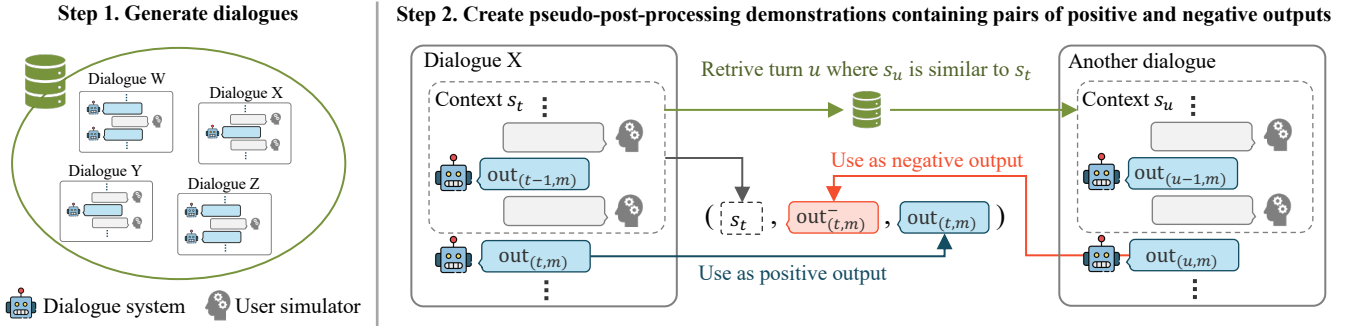 Step 1. Generate dialogues
Dialogue W
Dialogue X
Dialogue Y
Dialogue Z
Dialogue system
User simulator
Step 2. Create pseudo-post-processing demonstrations containing pairs of positive and negative outputs
Dialogue X
Context s_t
out_(t−1,m)
out_(t,m)
Retrive turn u where s_u is similar to s_t
Use as negative output
( s_t , out⁻_(t,m) , out_(t,m) )
Use as positive output
Another dialogue
Context s_u
out_(u−1,m)
out_(u,m)